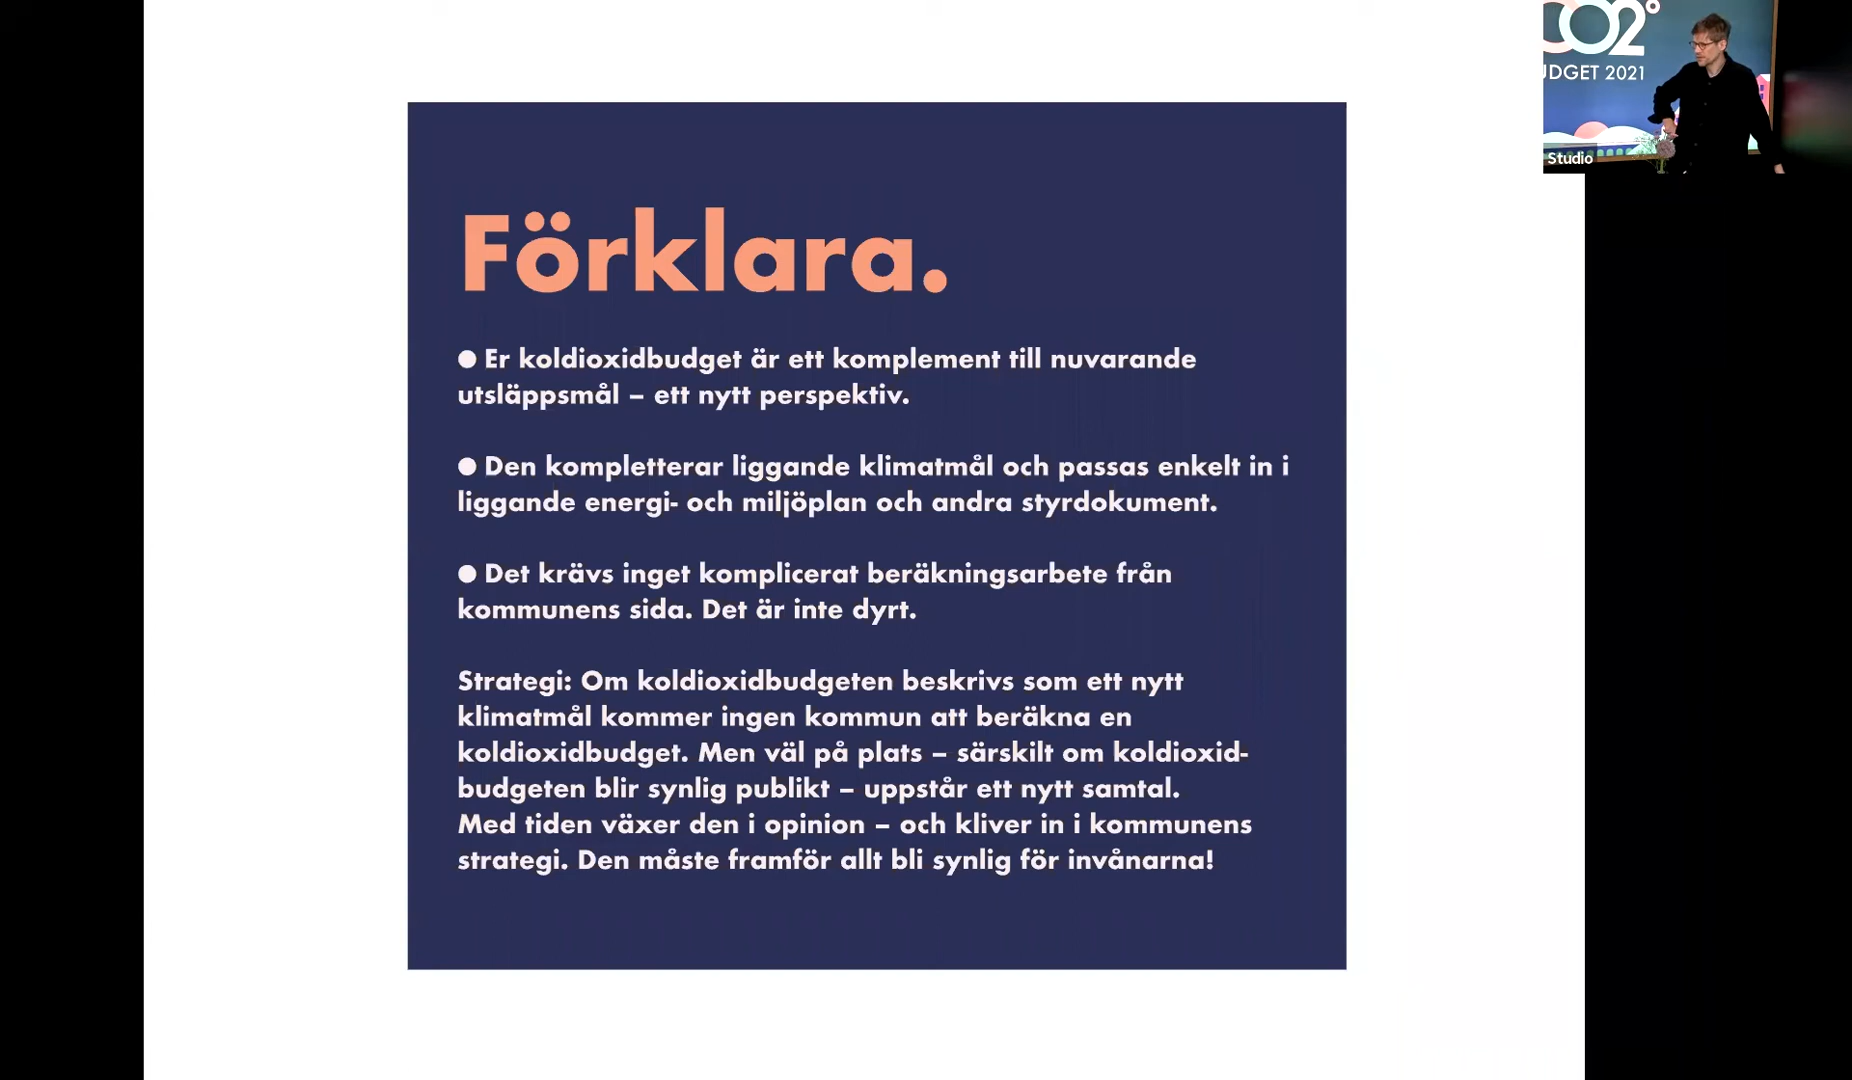 CO2°
UDGET 2021
Studio
Förklara.
● Er koldioxidbudget är ett komplement till nuvarande
utsläppsmål – ett nytt perspektiv.
● Den kompletterar liggande klimatmål och passas enkelt in i
liggande energi- och miljöplan och andra styrdokument.
● Det krävs inget komplicerat beräkningsarbete från
kommunens sida. Det är inte dyrt.
Strategi: Om koldioxidbudgeten beskrivs som ett nytt
klimatmål kommer ingen kommun att beräkna en
koldioxidbudget. Men väl på plats – särskilt om koldioxid-
budgeten blir synlig publikt – uppstår ett nytt samtal.
Med tiden växer den i opinion – och kliver in i kommunens
strategi. Den måste framför allt bli synlig för invånarna!